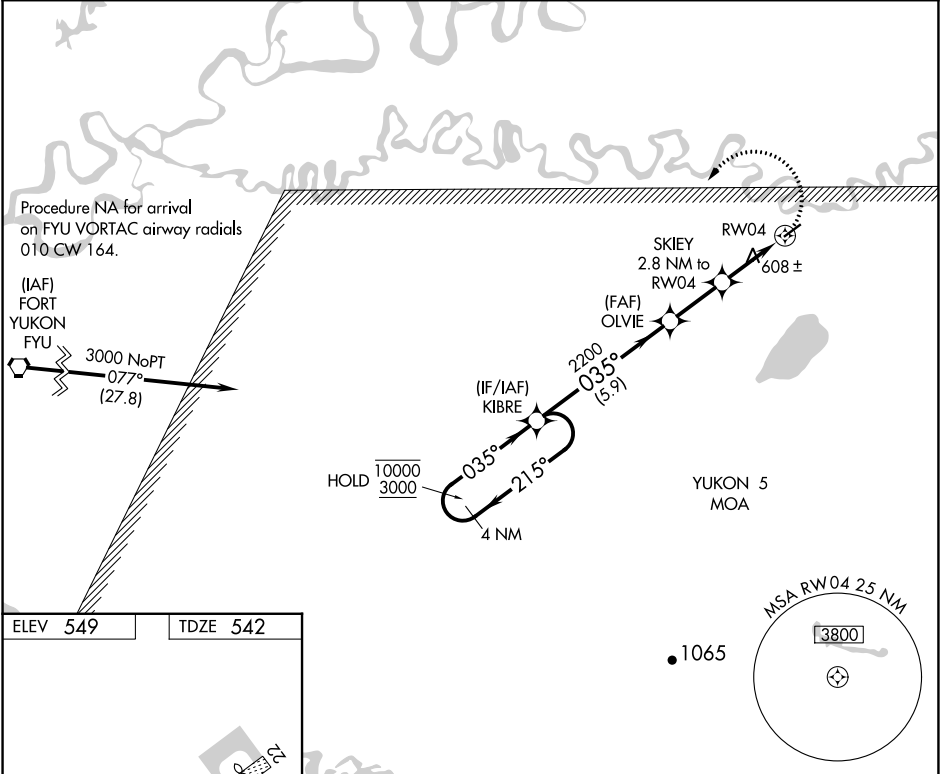 Procedure NA for arrival
on FYU VORTAC airway radials
010 CW 164.
(IAF)
FORT
YUKON
FYU
3000 NoPT
077°
(27.8)
RW04
SKIEY
2.8 NM to
RW04
608 ±
(FAF)
OLVIE
2200
035°
(5.9)
(IF/IAF)
KIBRE
035°
215°
HOLD
10000
3000
4 NM
YUKON 5
MOA
MSA RW04 25 NM
3800
1065
ELEV 549
TDZE 542
22